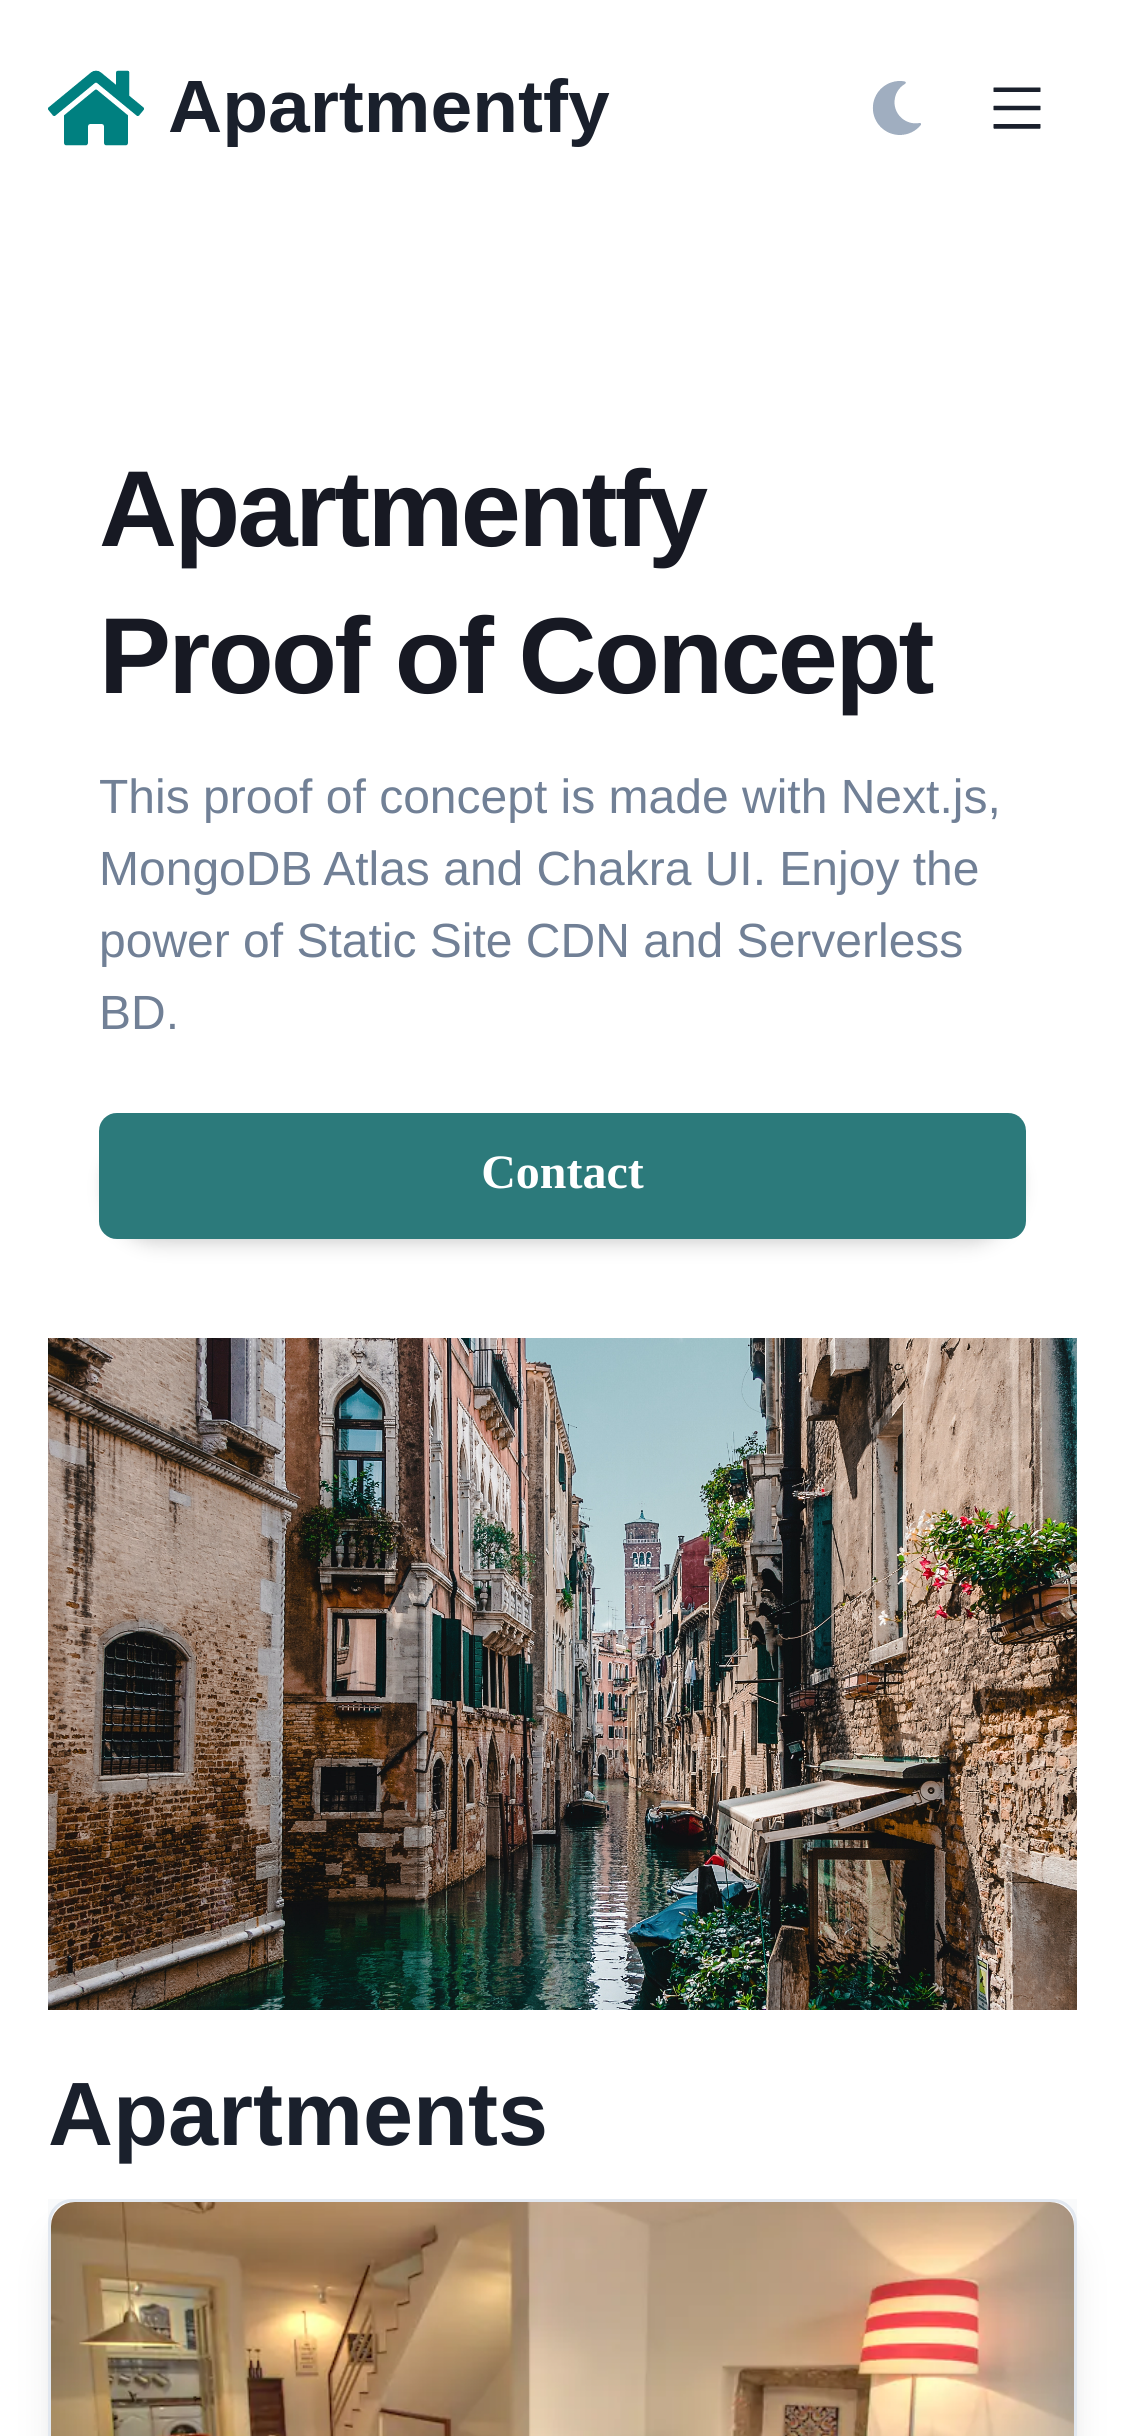 Apartmentfy
Apartmentfy
Proof of Concept
This proof of concept is made with Next.js,
MongoDB Atlas and Chakra UI. Enjoy the
power of Static Site CDN and Serverless
BD.
Contact
Apartments